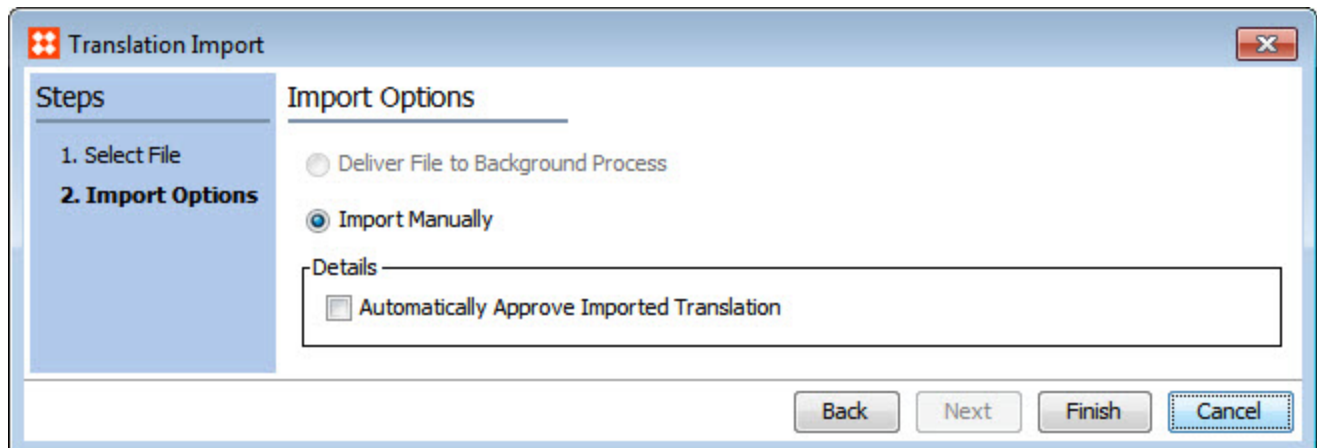 Translation Import
Steps
1. Select File
2. Import Options
Import Options
Deliver File to Background Process
Import Manually
Details
Automatically Approve Imported Translation
Back Next Finish Cancel